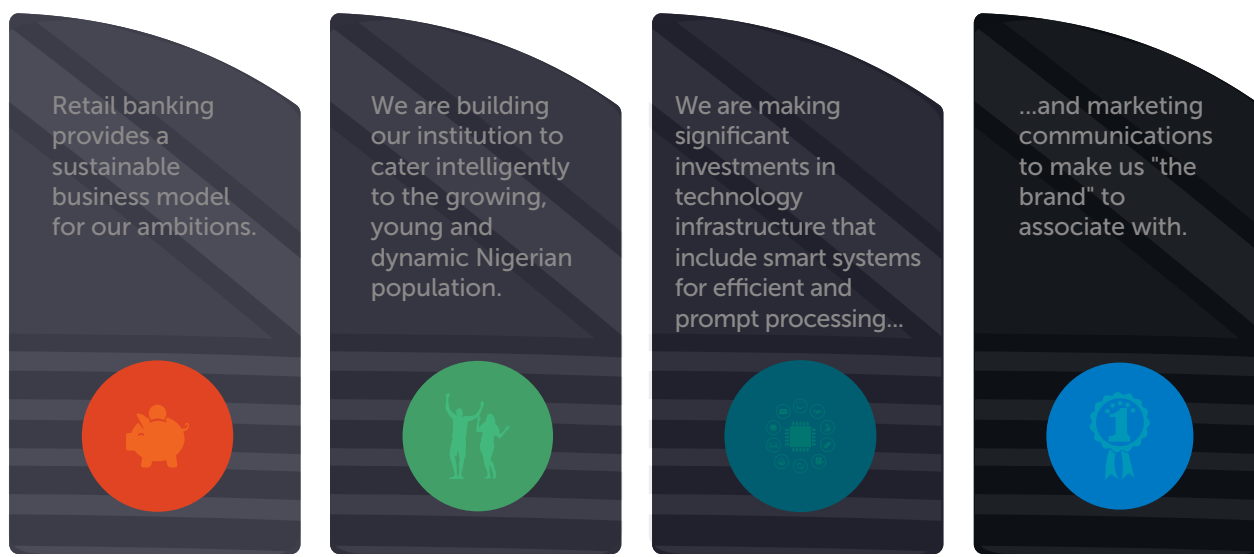 Retail banking
provides a
sustainable
business model
for our ambitions.
We are building
our institution to
cater intelligently
to the growing,
young and
dynamic Nigerian
population.
We are making
significant
investments in
technology
infrastructure that
include smart systems
for efficient and
prompt processing...
...and marketing
communications
to make us "the
brand" to
associate with.
1